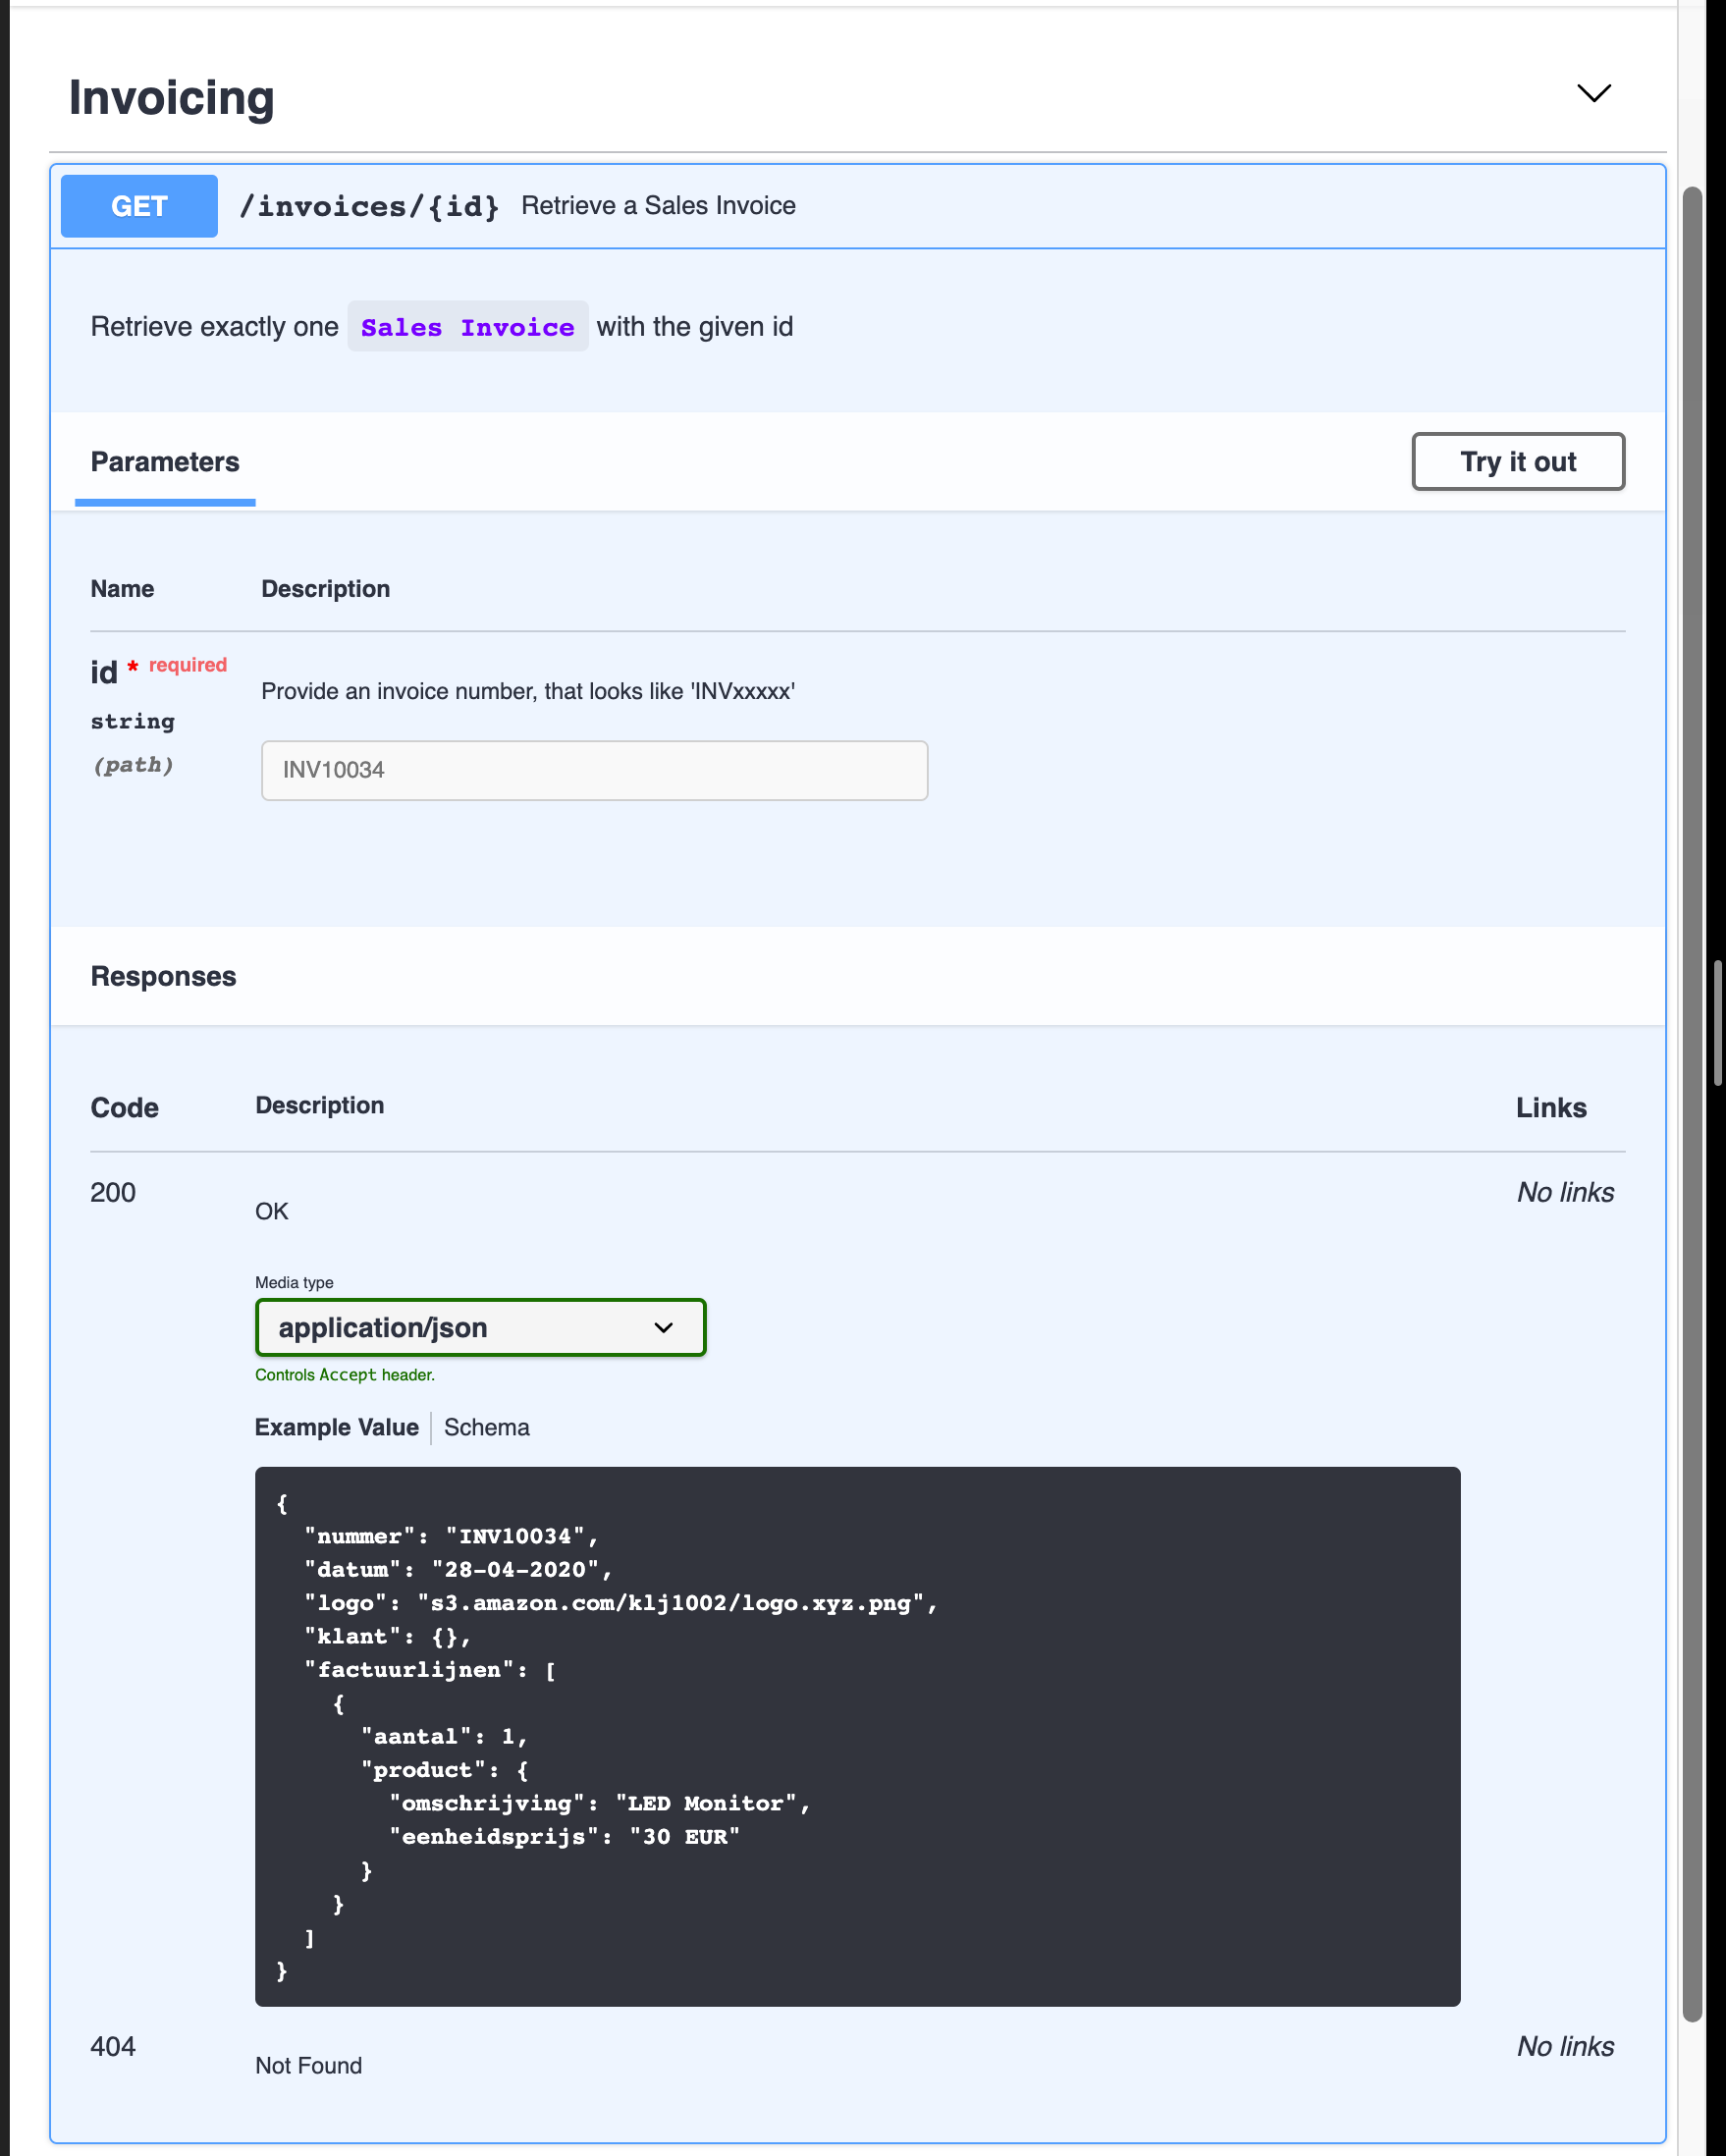 Invoicing
GET /invoices/{id} Retrieve a Sales Invoice
Retrieve exactly one Sales Invoice with the given id
Parameters Try it out
Name Description
id * required
Provide an invoice number, that looks like 'INVxxxxx'
string
(path)
INV10034
Responses
Code Description Links
200 No links
OK
Media type
application/json
Controls Accept header.
Example Value Schema
{
"nummer": "INV10034",
"datum": "28-04-2020",
"logo": "s3.amazon.com/klj1002/logo.xyz.png",
"klant": {},
"factuurlijnen": [
{
"aantal": 1,
"product": {
"omschrijving": "LED Monitor",
"eenheidsprijs": "30 EUR"
}
}
]
}
404 No links
Not Found